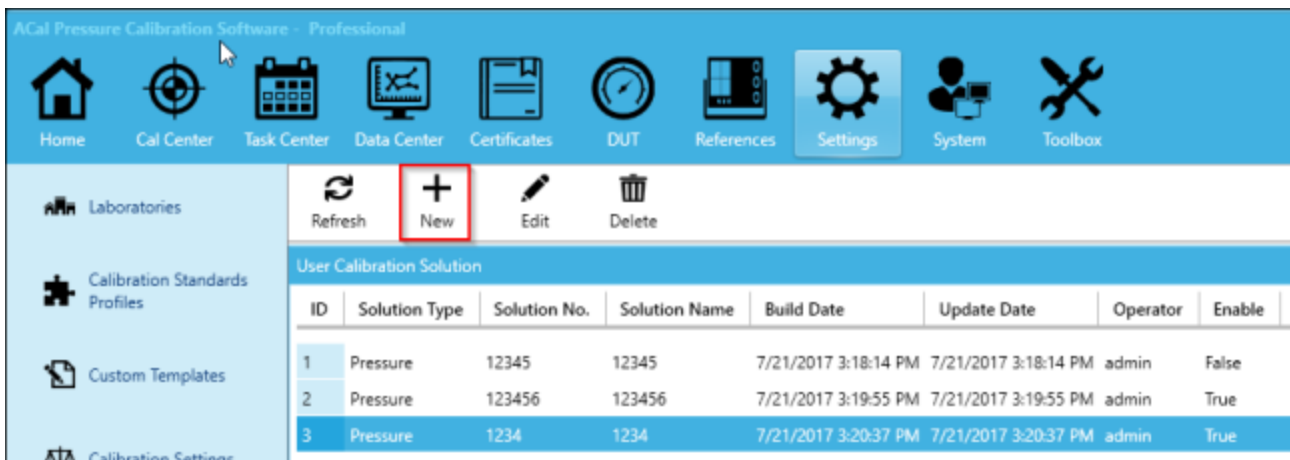 ACal Pressure Calibration Software - Professional
Home Cal Center Task Center Data Center Certificates DUT References Settings System Toolbox
Laboratories
Calibration Standards
Profiles
Custom Templates
Calibration Settings
Refresh New Edit Delete
User Calibration Solution
ID Solution Type Solution No. Solution Name Build Date Update Date Operator Enable
1 Pressure 12345 12345 7/21/2017 3:18:14 PM 7/21/2017 3:18:14 PM admin False
2 Pressure 123456 123456 7/21/2017 3:19:55 PM 7/21/2017 3:19:55 PM admin True
3 Pressure 1234 1234 7/21/2017 3:20:37 PM 7/21/2017 3:20:37 PM admin True